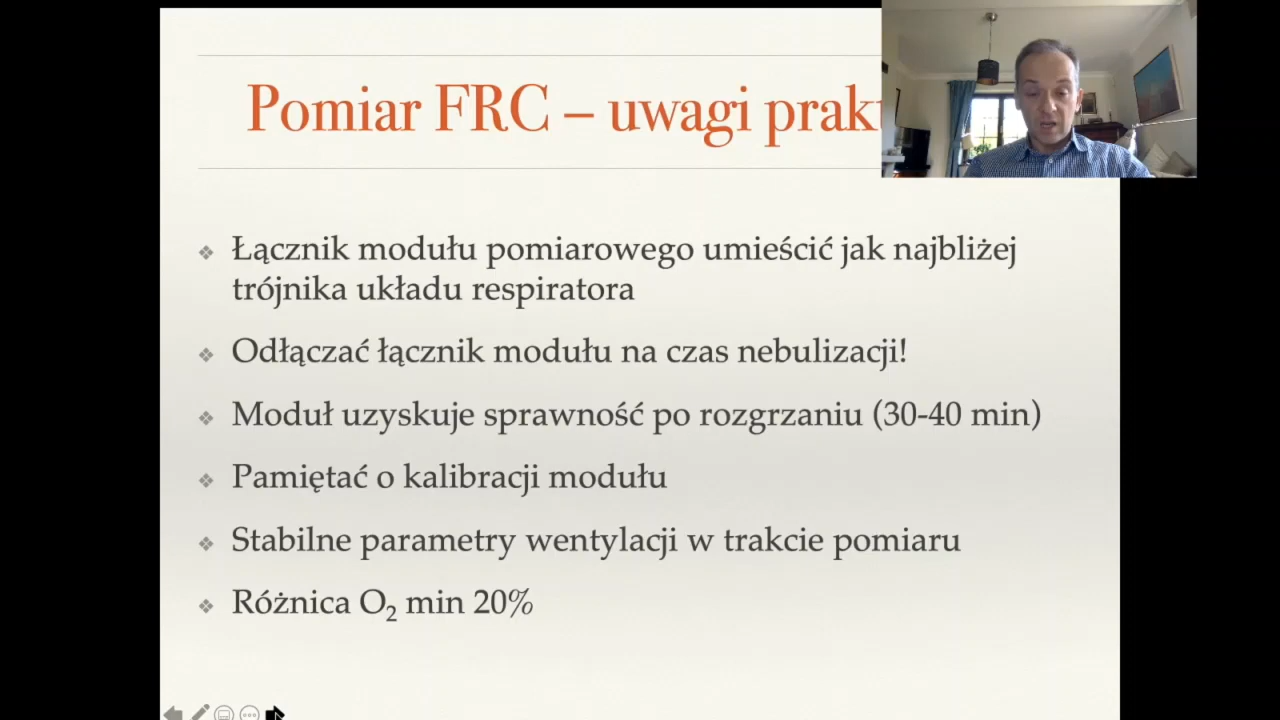 Pomiar FRC – uwagi
Łącznik modułu pomiarowego umieścić jak najbliżej
trójnika układu respiratora
Odłączać łącznik modułu na czas nebulizacji!
Moduł uzyskuje sprawność po rozgrzaniu (30-40 min)
Pamiętać o kalibracji modułu
Stabilne parametry wentylacji w trakcie pomiaru
Różnica O₂ min 20%